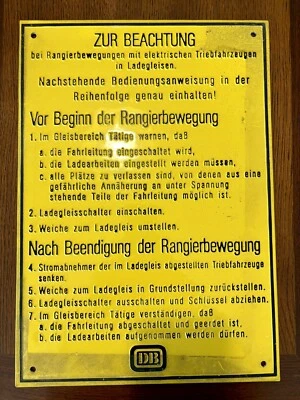 ZUR BEACHTUNG
bei Rangierbewegungen mit elektrischen Triebfahrzeugen
in Ladegleisen.
Nachstehende Bedienungsanweisung in der
Reihenfolge genau einhalten!
Vor Beginn der Rangierbewegung
1. Im Gleisbereich Tätige warnen, daß
a. die Fahrleitung eingeschaltet wird,
b. die Ladearbeiten eingestellt werden müssen,
c. alle Plätze zu verlassen sind, von denen aus eine
gefährliche Annäherung an unter Spannung
stehende Teile der Fahrleitung möglich ist.
2. Ladegleisschalter einschalten.
3. Weiche zum Ladegleis umstellen.
Nach Beendigung der Rangierbewegung
4. Stromabnehmer der im Ladegleis abgestellten Triebfahrzeuge
senken.
5. Weiche zum Ladegleis in Grundstellung zurückstellen.
6. Ladegleisschalter ausschalten und Schlüssel abziehen.
7. Im Gleisbereich Tätige verständigen, daß
a. die Fahrleitung abgeschaltet und geerdet ist,
b. die Ladearbeiten aufgenommen werden dürfen.
DB